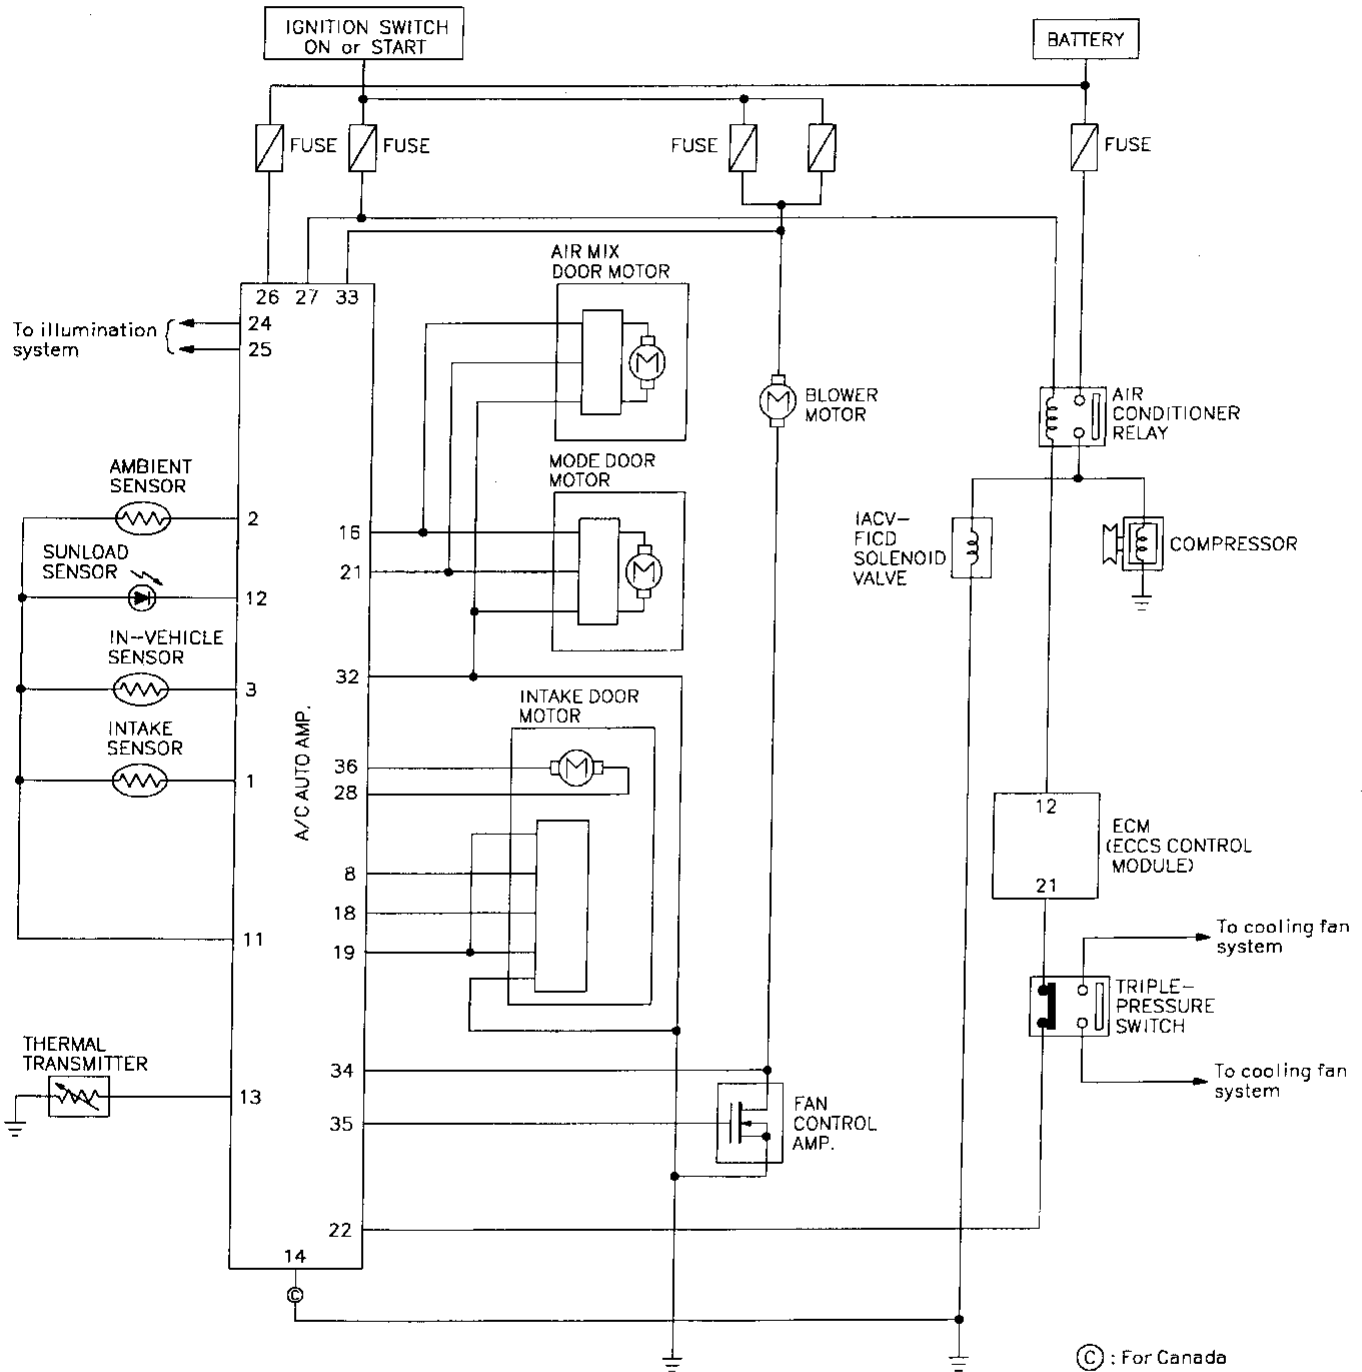 IGNITION SWITCH
ON or START
BATTERY
FUSE
FUSE
FUSE
FUSE
26
27
33
24
25
To illumination
system
AIR MIX
DOOR MOTOR
M
BLOWER
MOTOR
M
AIR
CONDITIONER
RELAY
AMBIENT
SENSOR
2
MODE DOOR
MOTOR
M
16
21
IACV-
FICD
SOLENOID
VALVE
COMPRESSOR
SUNLOAD
SENSOR
12
IN-VEHICLE
SENSOR
3
32
INTAKE
SENSOR
1
A/C AUTO AMP.
INTAKE DOOR
MOTOR
M
36
28
8
18
19
11
12
ECM
(ECCS CONTROL
MODULE)
21
To cooling fan
system
TRIPLE-
PRESSURE
SWITCH
To cooling fan
system
THERMAL
TRANSMITTER
13
34
35
FAN
CONTROL
AMP.
22
14
C
C : For Canada